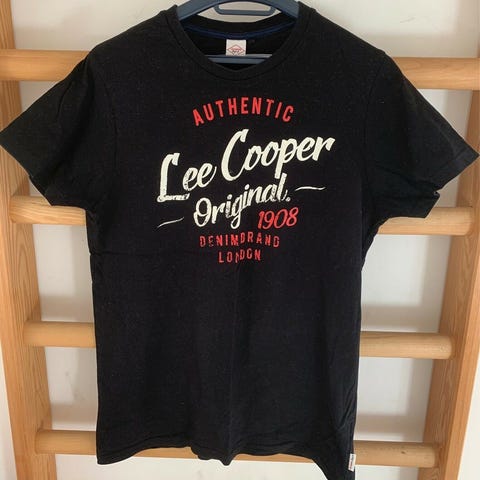 AUTHENTIC
Lee Cooper
Original.
1908
DENIMBRAND
LONDON